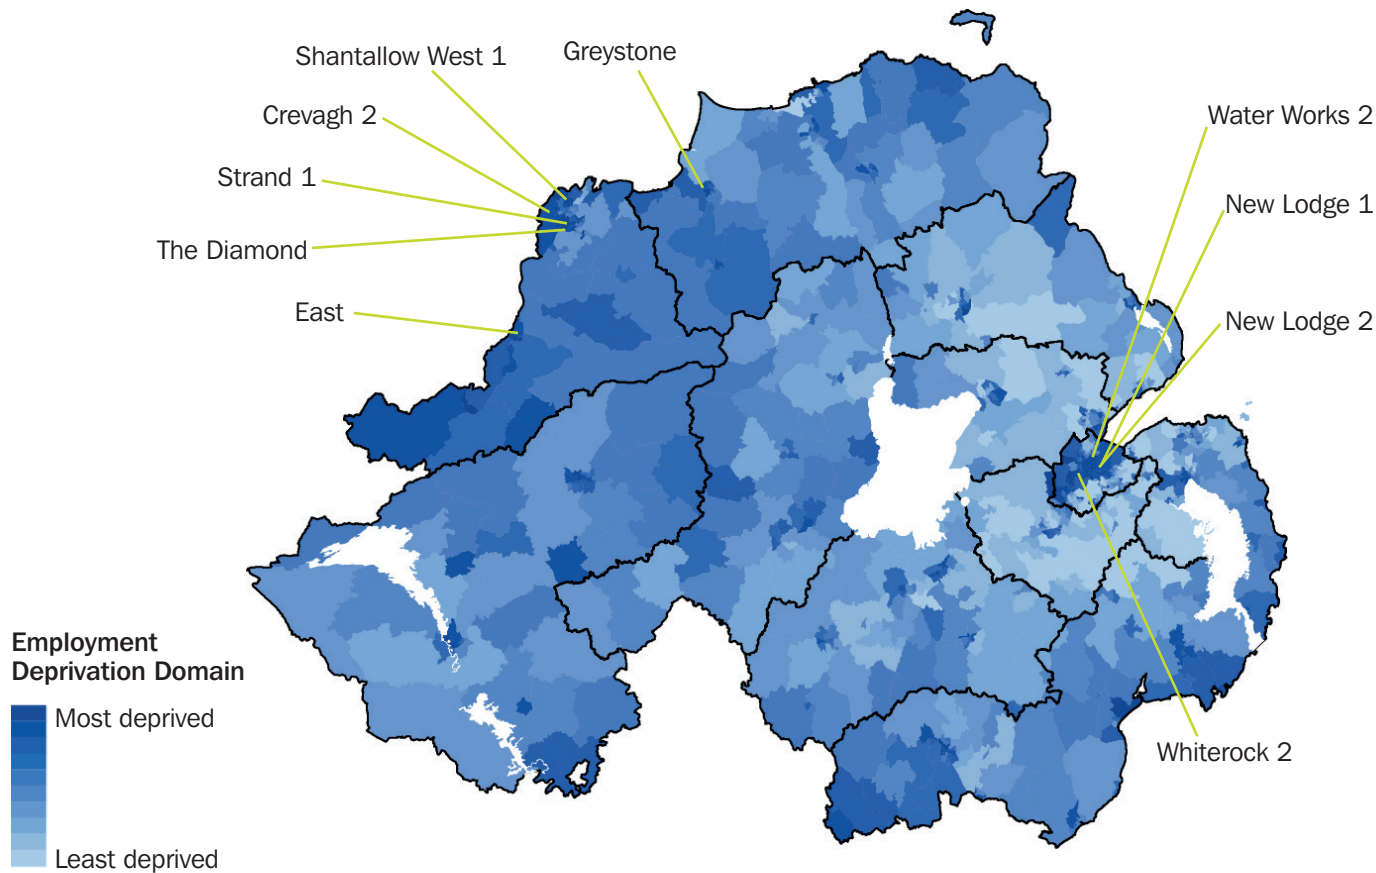 Shantallow West 1
Greystone
Crevagh 2
Water Works 2
Strand 1
New Lodge 1
The Diamond
East
New Lodge 2
Employment
Deprivation Domain
Most deprived
Whiterock 2
Least deprived